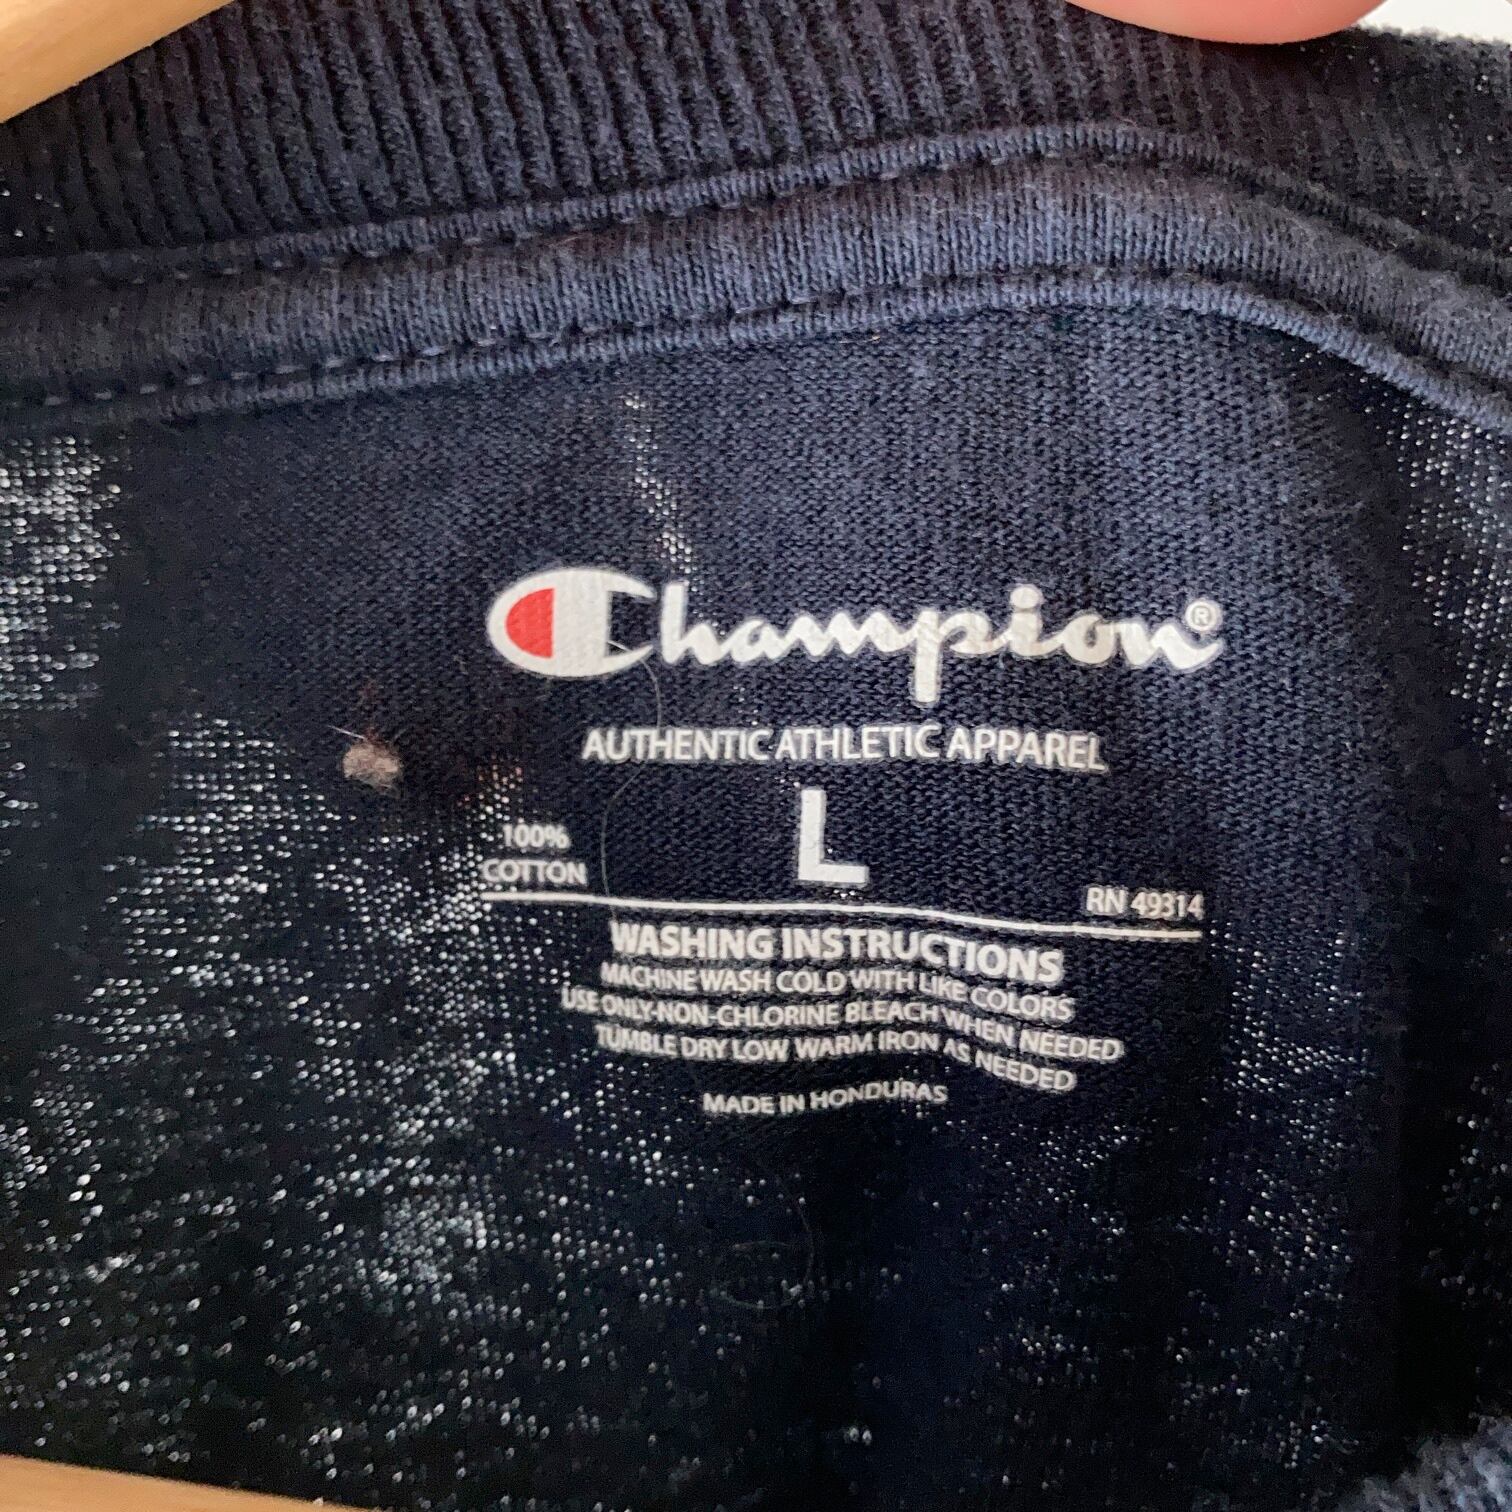 Champion®
AUTHENTIC ATHLETIC APPAREL
L
100%
COTTON
RN 49314
WASHING INSTRUCTIONS
MACHINE WASH COLD WITH LIKE COLORS
USE ONLY-NON-CHLORINE BLEACH WHEN NEEDED
TUMBLE DRY LOW WARM IRON AS NEEDED
MADE IN HONDURAS